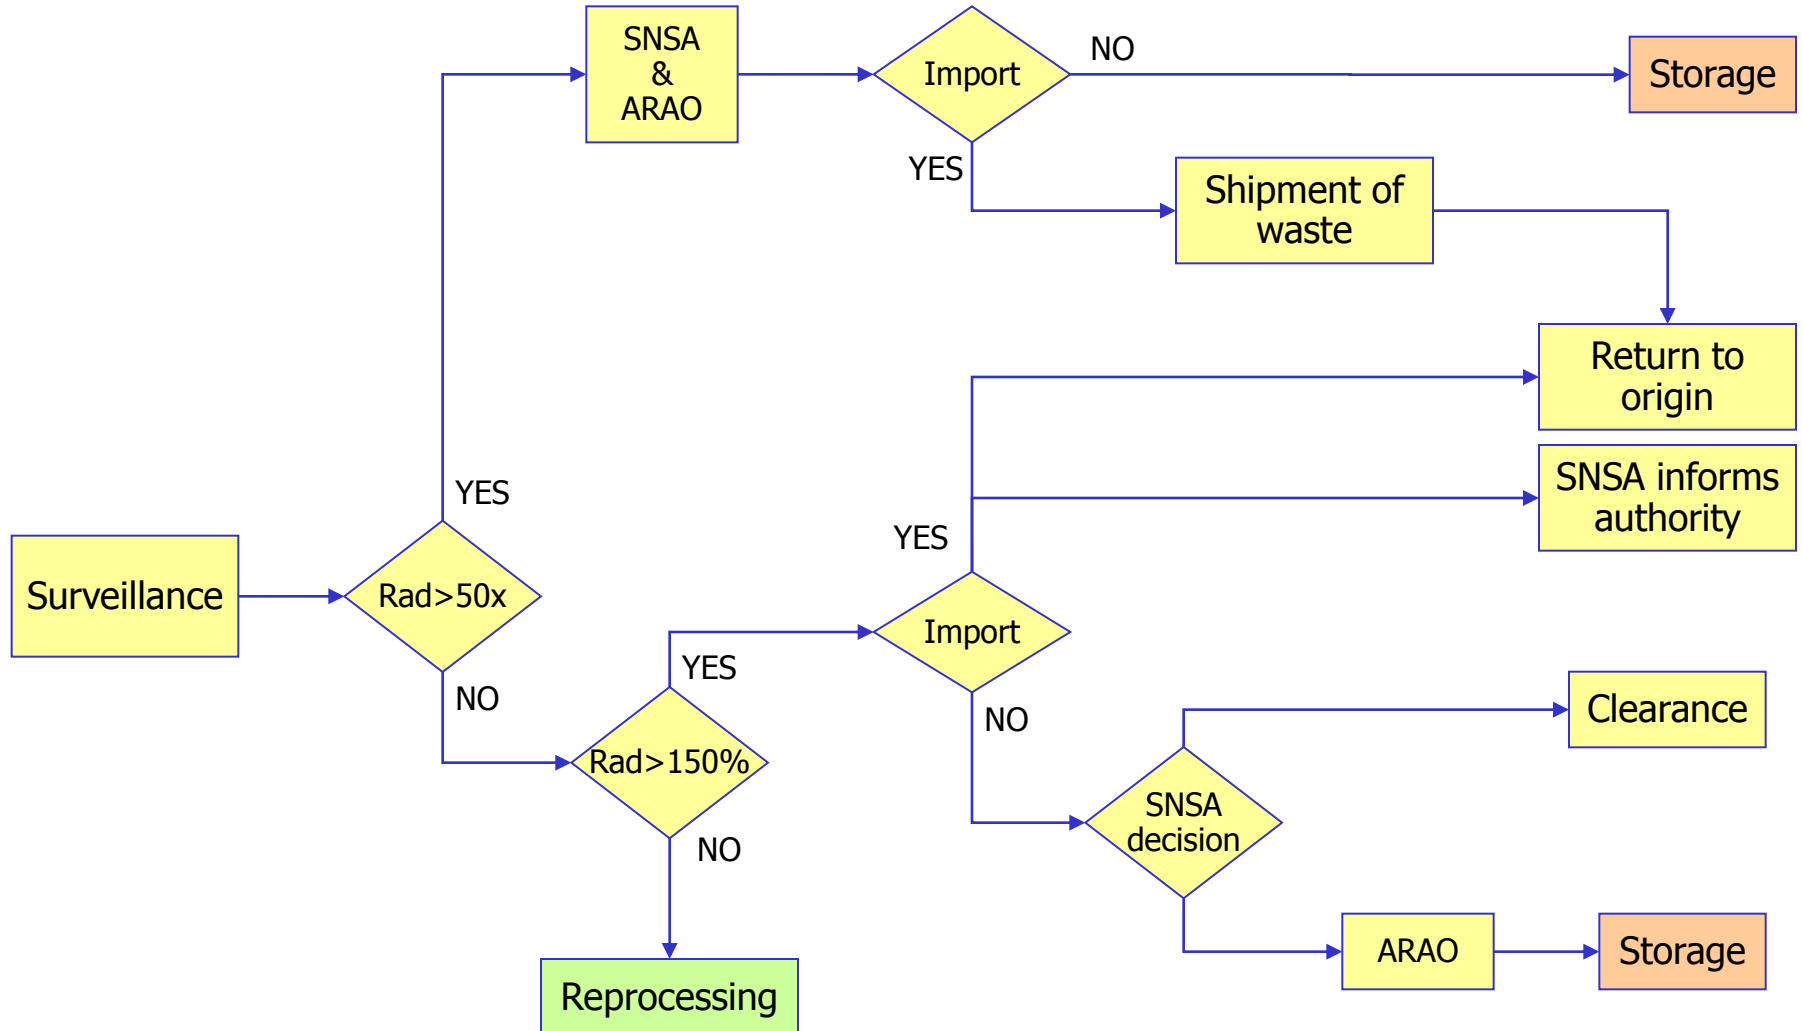 SNSA
&
ARAO
Import
NO
Storage
YES
Shipment of
waste
Return to
origin
YES
SNSA informs
authority
YES
Surveillance
Rad>50x
Import
NO
YES
Rad>150%
NO
Clearance
SNSA
decision
NO
ARAO
Storage
Reprocessing